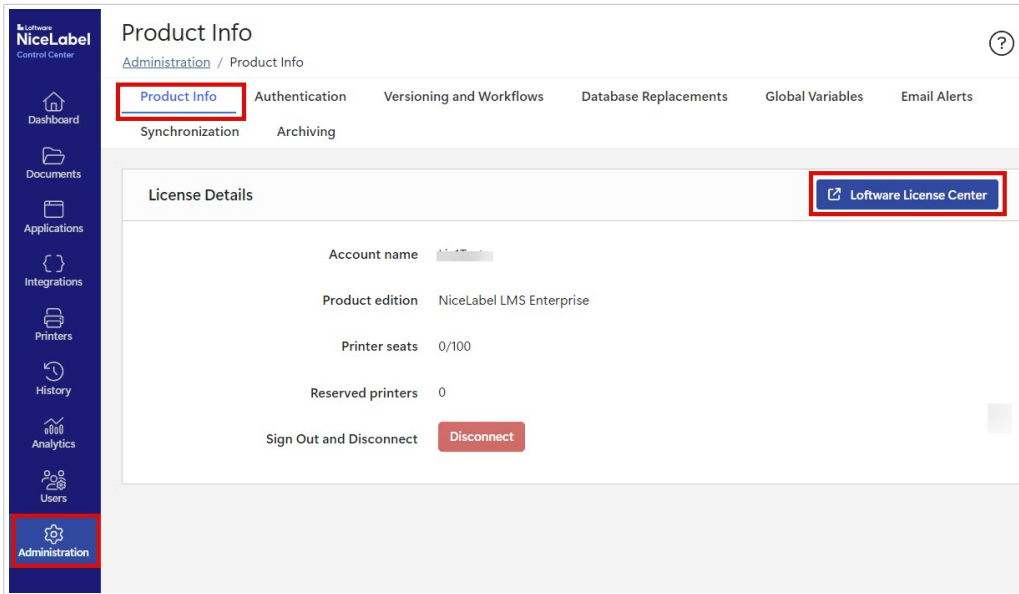 Loftware
NiceLabel
Control Center
Dashboard
Documents
Applications
Integrations
Printers
History
Analytics
Users
Administration
Product Info
?
Administration / Product Info
Product Info Authentication Versioning and Workflows Database Replacements Global Variables Email Alerts
Synchronization Archiving
License Details Loftware License Center
Account name
Product edition NiceLabel LMS Enterprise
Printer seats 0/100
Reserved printers 0
Sign Out and Disconnect Disconnect